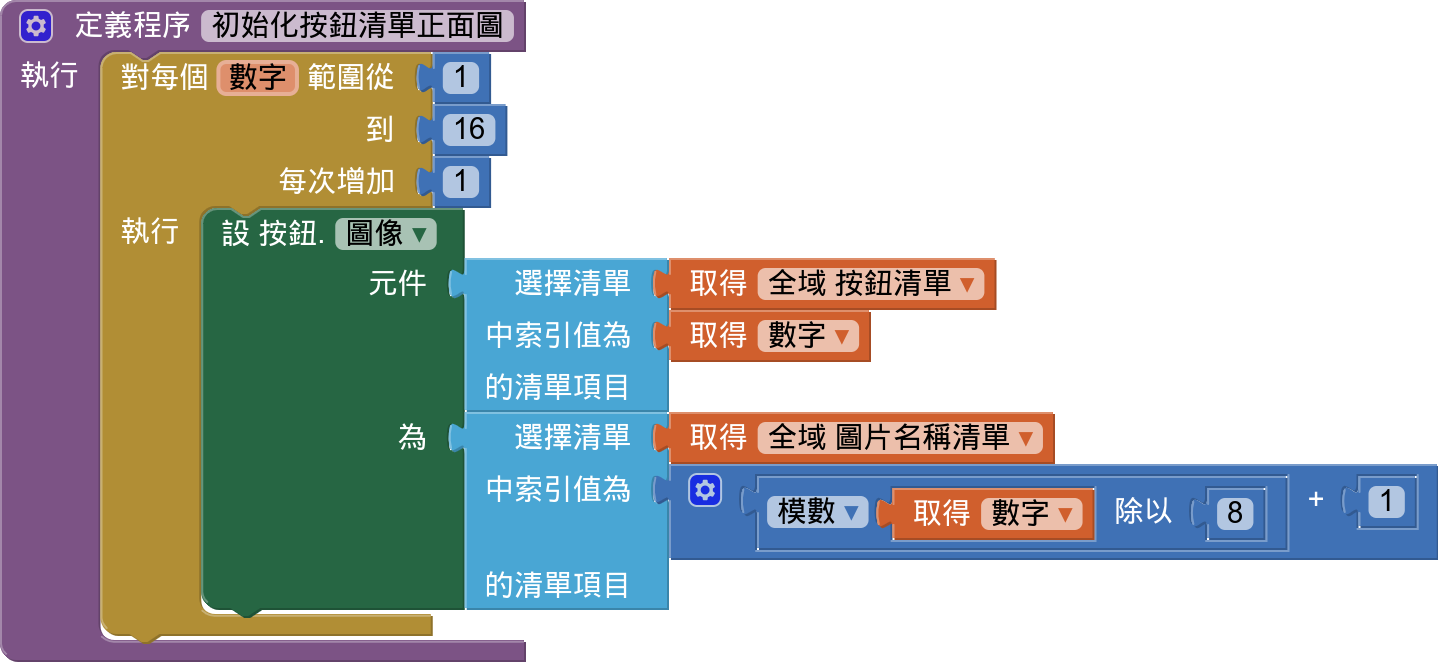 定義程序 初始化按鈕清單正面圖
執行 對每個 數字 範圍從 1
到 16
每次增加 1
執行 設 按鈕. 圖像
元件 選擇清單 取得 全域 按鈕清單
中索引值為 取得 數字
的清單項目
為 選擇清單 取得 全域 圖片名稱清單
中索引值為 模數 取得 數字 除以 8 + 1
的清單項目